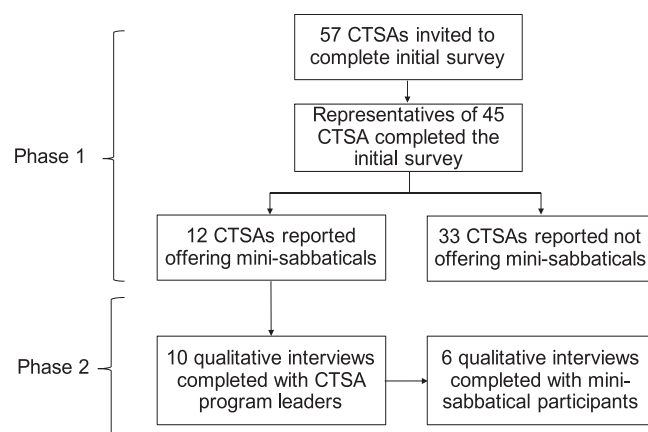 57 CTSAs invited to
complete initial survey
Representatives of 45
CTSA completed the
initial survey
Phase 1
12 CTSAs reported
offering mini-sabbaticals
33 CTSAs reported not
offering mini-sabbaticals
Phase 2
10 qualitative interviews
completed with CTSA
program leaders
6 qualitative interviews
completed with mini-
sabbatical participants